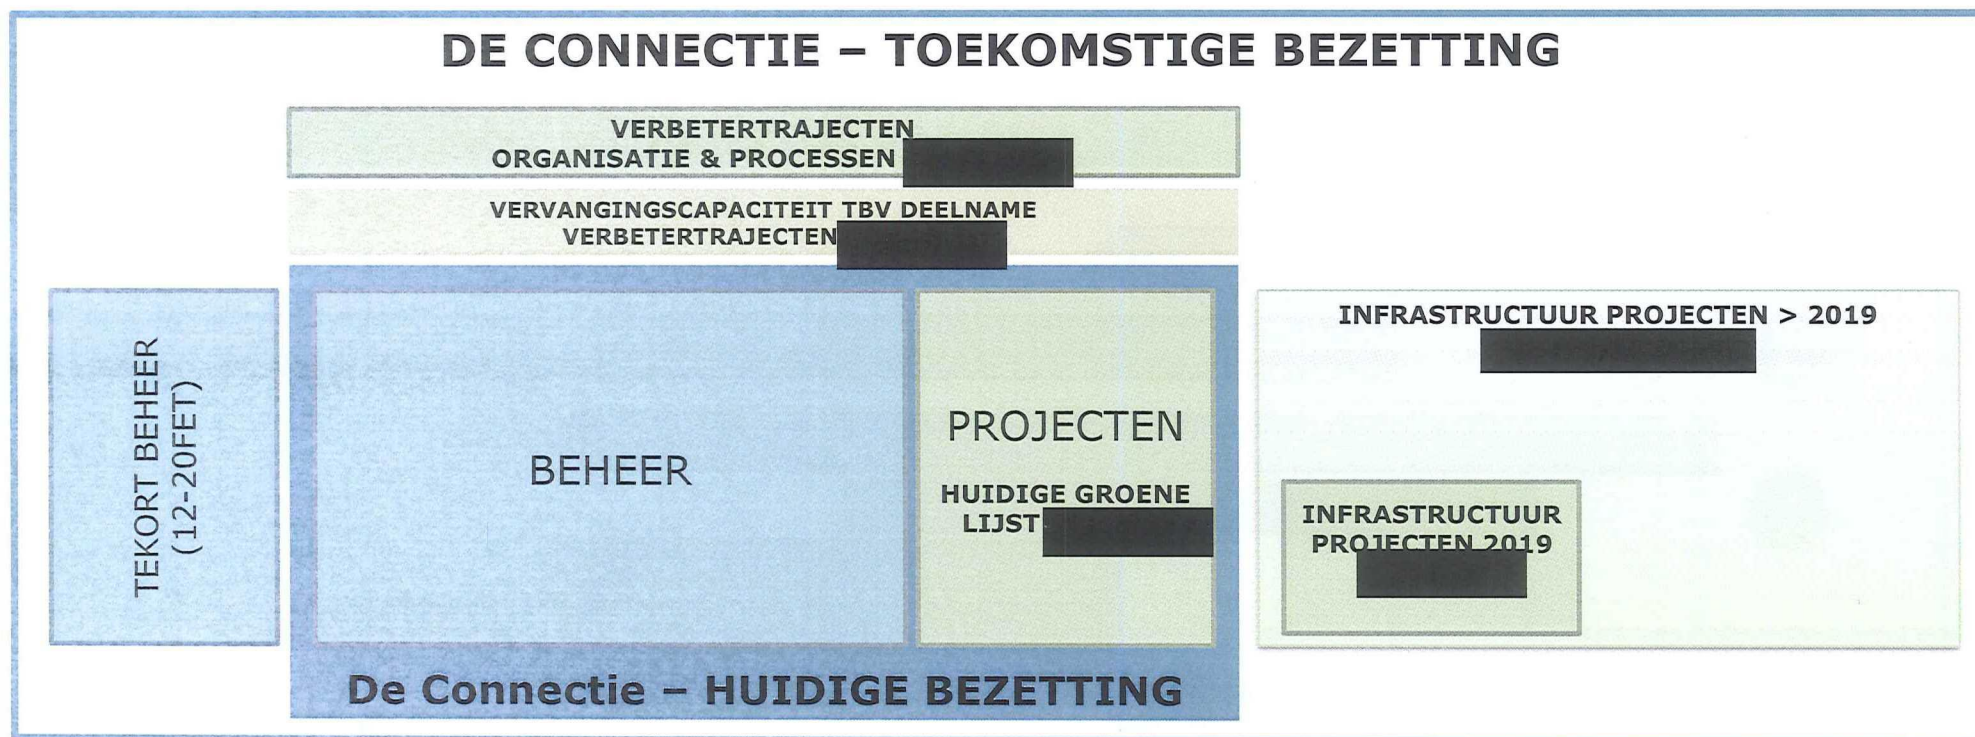 DE CONNECTIE – TOEKOMSTIGE BEZETTING
VERBETERTRAJECTEN
ORGANISATIE & PROCESSEN
VERVANGINGSCAPACITEIT TBV DEELNAME
VERBETERTRAJECTEN
TEKORT BEHEER
(12-20FET)
BEHEER
PROJECTEN
HUIDIGE GROENE
LIJST
INFRASTRUCTUUR PROJECTEN > 2019
INFRASTRUCTUUR
PROJECTEN 2019
De Connectie – HUIDIGE BEZETTING